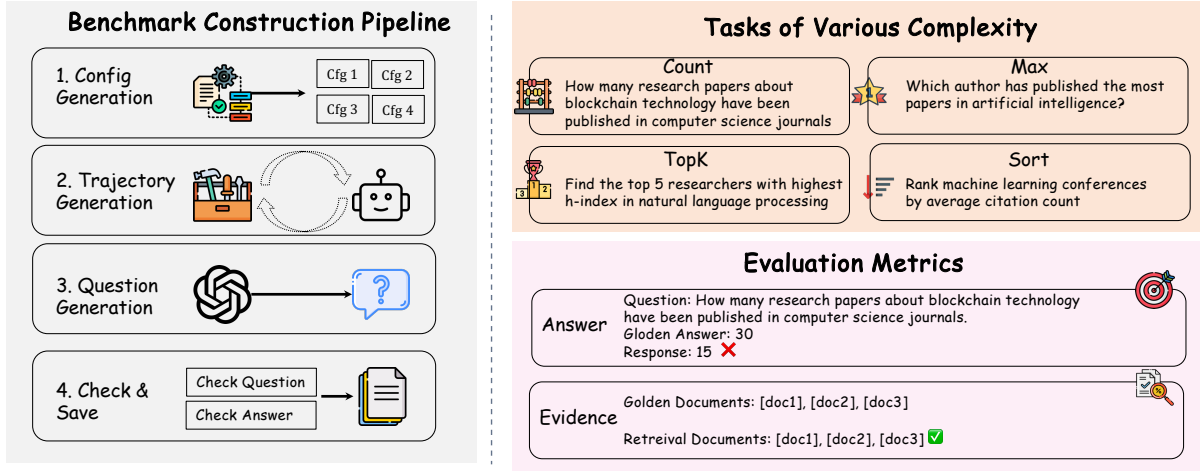 Benchmark Construction Pipeline
1. Config
Generation
Cfg 1
Cfg 2
Cfg 3
Cfg 4
2. Trajectory
Generation
3. Question
Generation
?
4. Check &
Save
Check Question
Check Answer
Tasks of Various Complexity
Count
How many research papers about
blockchain technology have been
published in computer science journals
1
Max
Which author has published the most
papers in artificial intelligence?
3
2
TopK
Find the top 5 researchers with highest
h-index in natural language processing
Sort
Rank machine learning conferences
by average citation count
Evaluation Metrics
Answer
Question: How many research papers about blockchain technology
have been published in computer science journals.
Gloden Answer: 30
Response: 15
Evidence
Golden Documents: [doc1], [doc2], [doc3]
Retreival Documents: [doc1], [doc2], [doc3]